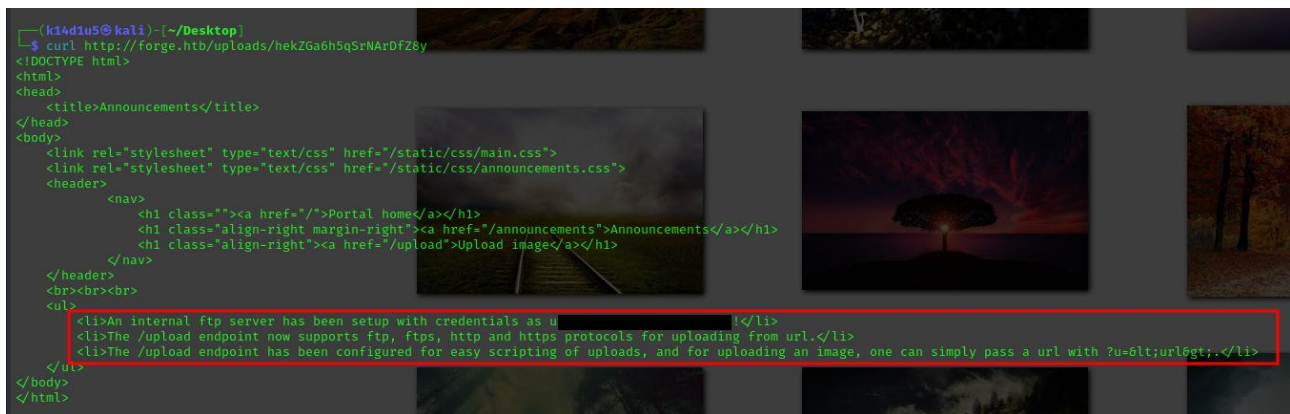 (k14d1u5㉿kali)-[~/Desktop]
$ curl http://forge.htb/uploads/hekZGa6h5qSrNArDfZ8y
<!DOCTYPE html>
<html>
<head>
    <title>Announcements</title>
</head>
<body>
    <link rel="stylesheet" type="text/css" href="/static/css/main.css">
    <link rel="stylesheet" type="text/css" href="/static/css/announcements.css">
    <header>
            <nav>
                <h1 class=""><a href="/">Portal home</a></h1>
                <h1 class="align-right margin-right"><a href="/announcements">Announcements</a></h1>
                <h1 class="align-right"><a href="/upload">Upload image</a></h1>
            </nav>
    </header>
    <br><br><br>
    <ul>
        <li>An internal ftp server has been setup with credentials as u !</li>
        <li>The /upload endpoint now supports ftp, ftps, http and https protocols for uploading from url.</li>
        <li>The /upload endpoint has been configured for easy scripting of uploads, and for uploading an image, one can simply pass a url with ?u=&lt;url&gt;.</li>
    </ul>
</body>
</html>